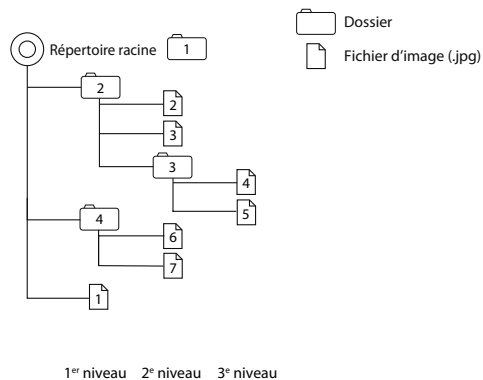 Dossier
Répertoire racine 1
Fichier d’image (.jpg)
2
2
3
3
4
5
4
6
7
1
1er niveau 2e niveau 3e niveau